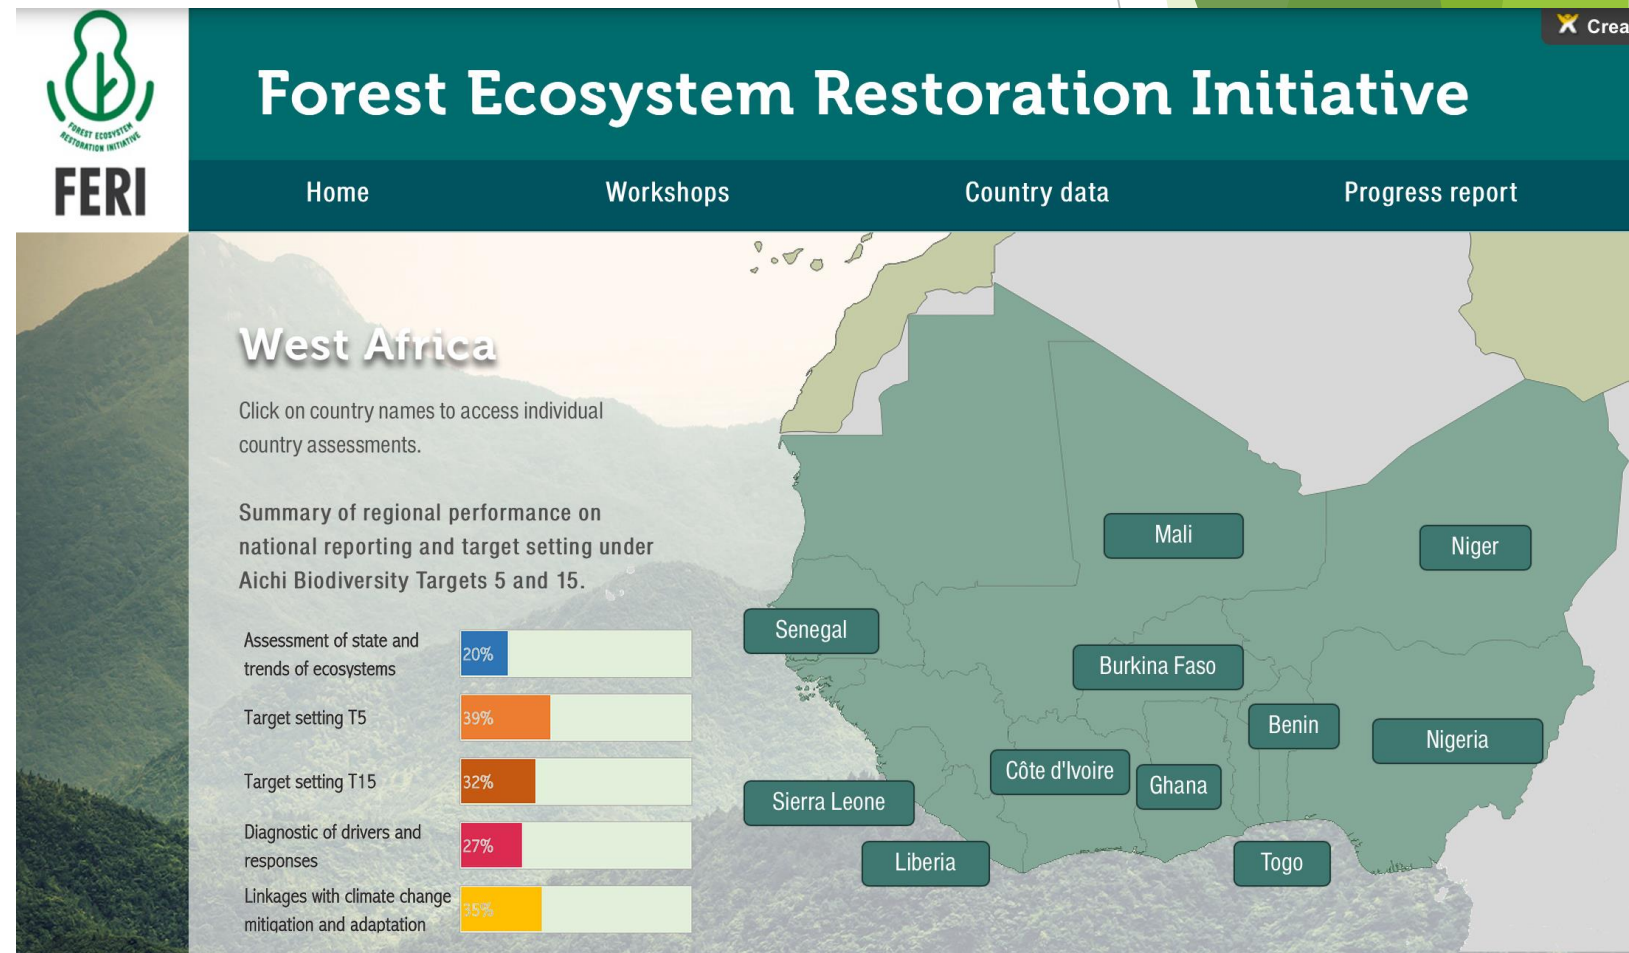 Crea
Forest Ecosystem Restoration Initiative
FOREST ECOSYSTEM
RESTORATION INITIATIVE
FERI
Home
Workshops
Country data
Progress report
West Africa
Click on country names to access individual
country assessments.
Summary of regional performance on
national reporting and target setting under
Aichi Biodiversity Targets 5 and 15.
Assessment of state and
trends of ecosystems
20%
Target setting T5
39%
Target setting T15
32%
Diagnostic of drivers and
responses
27%
Linkages with climate change
mitigation and adaptation
35%
Mali
Niger
Senegal
Burkina Faso
Benin
Nigeria
Côte d'Ivoire
Ghana
Sierra Leone
Liberia
Togo